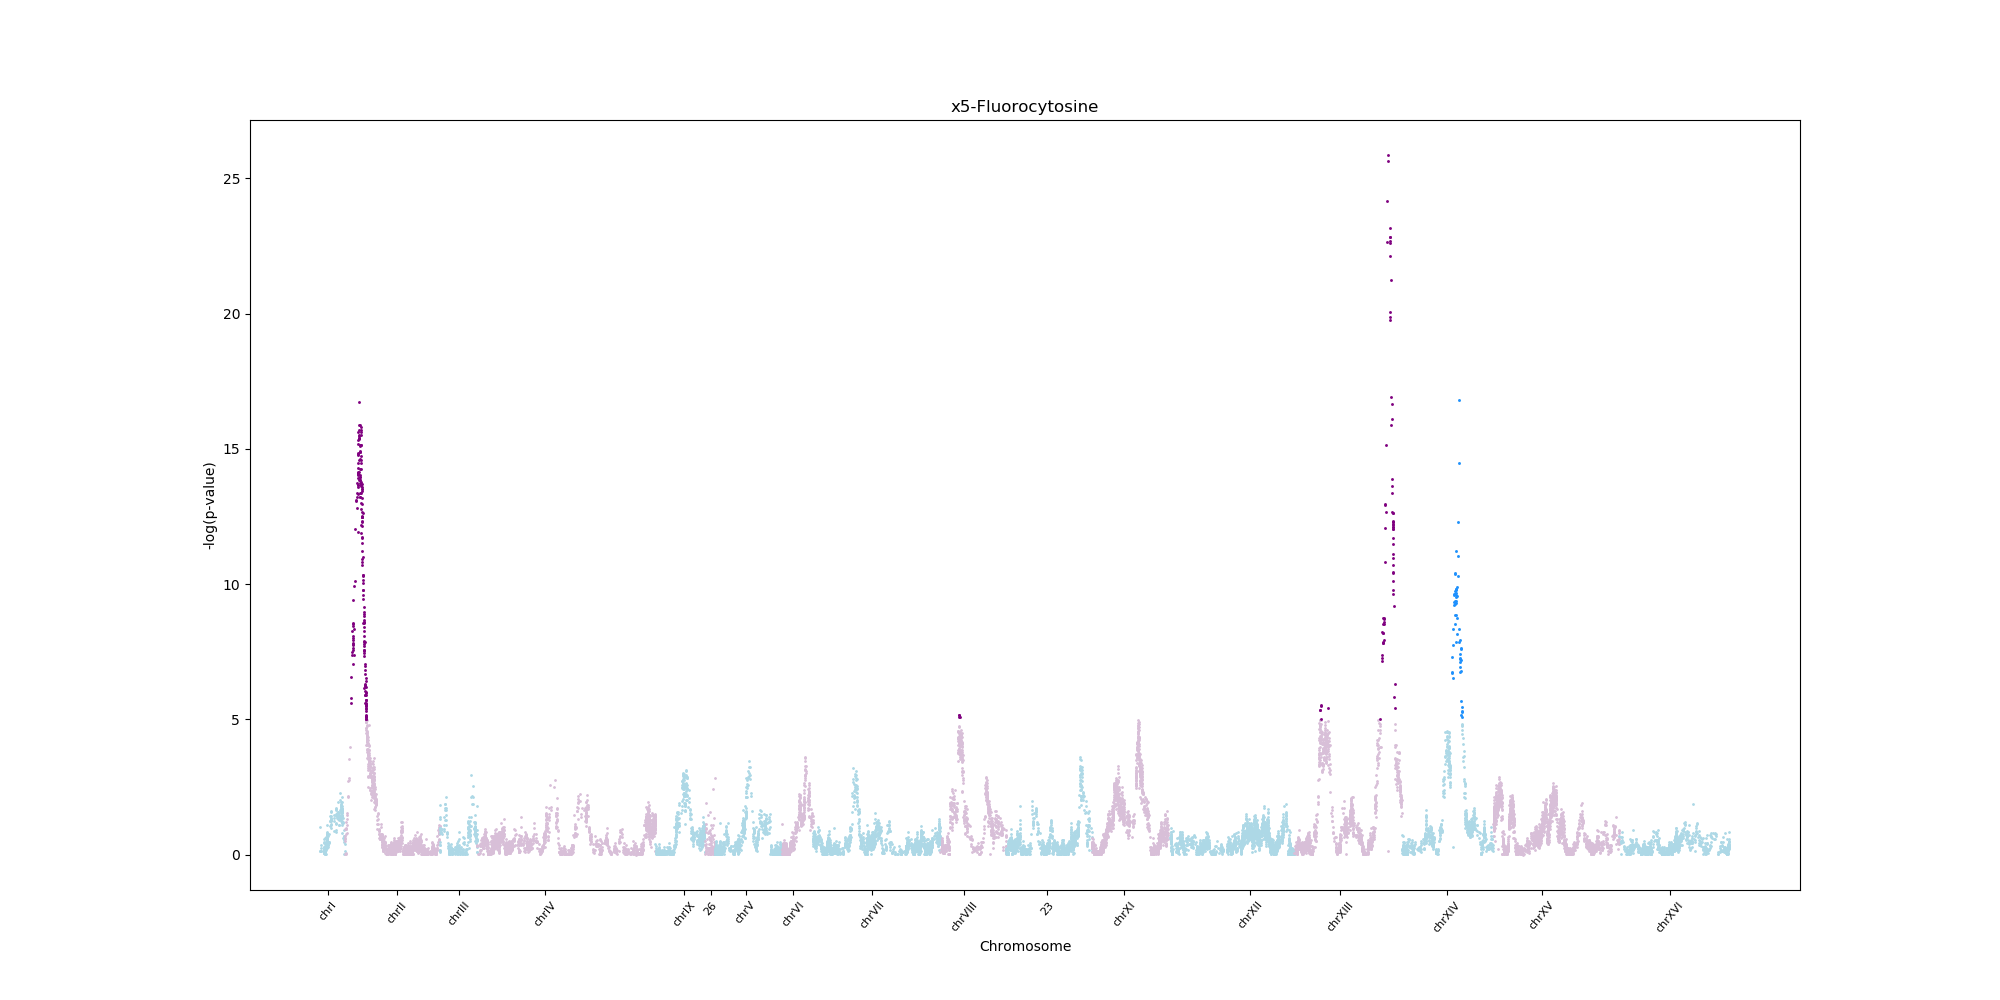 x5-Fluorocytosine
-log(p-value)
25
20
15
10
5
0
chrI
chrII
chrIII
chrIV
chrIX
26
chrV
chrVI
chrVII
chrVIII
23
chrXI
chrXII
chrXIII
chrXIV
chrXV
chrXVI
Chromosome